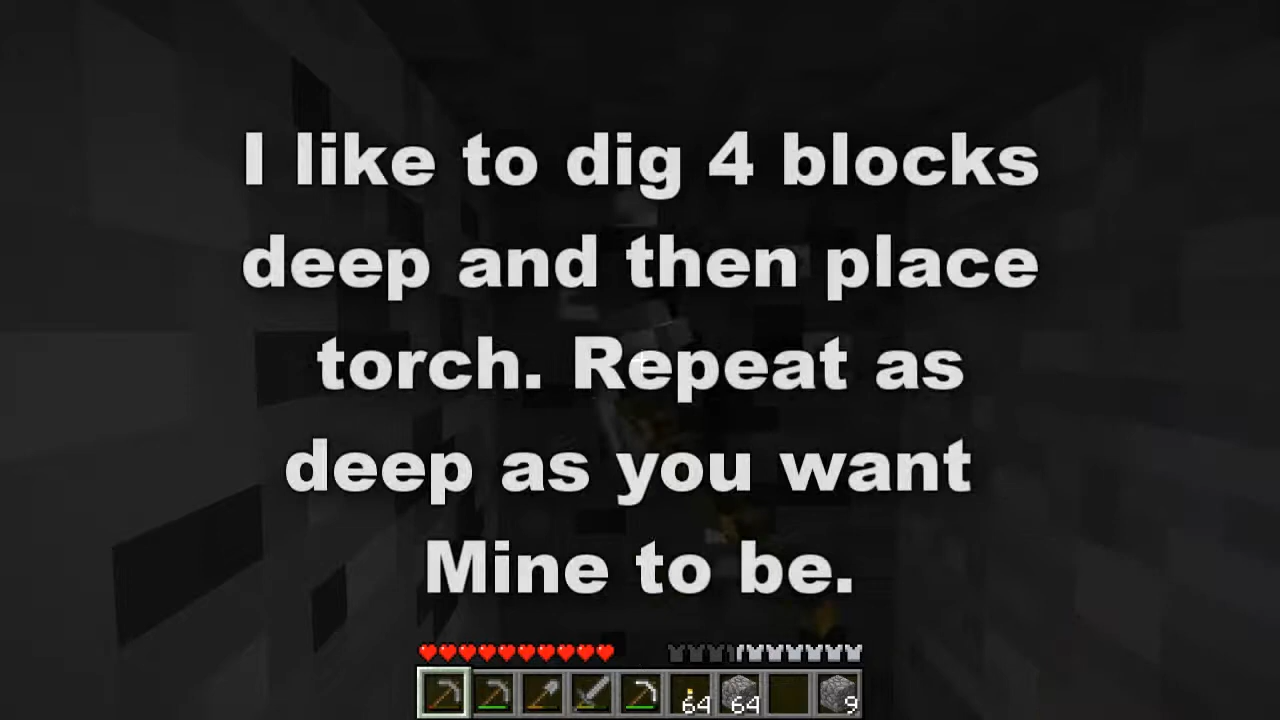 I like to dig 4 blocks
deep and then place
torch. Repeat as
deep as you want
Mine to be.
64 64 9